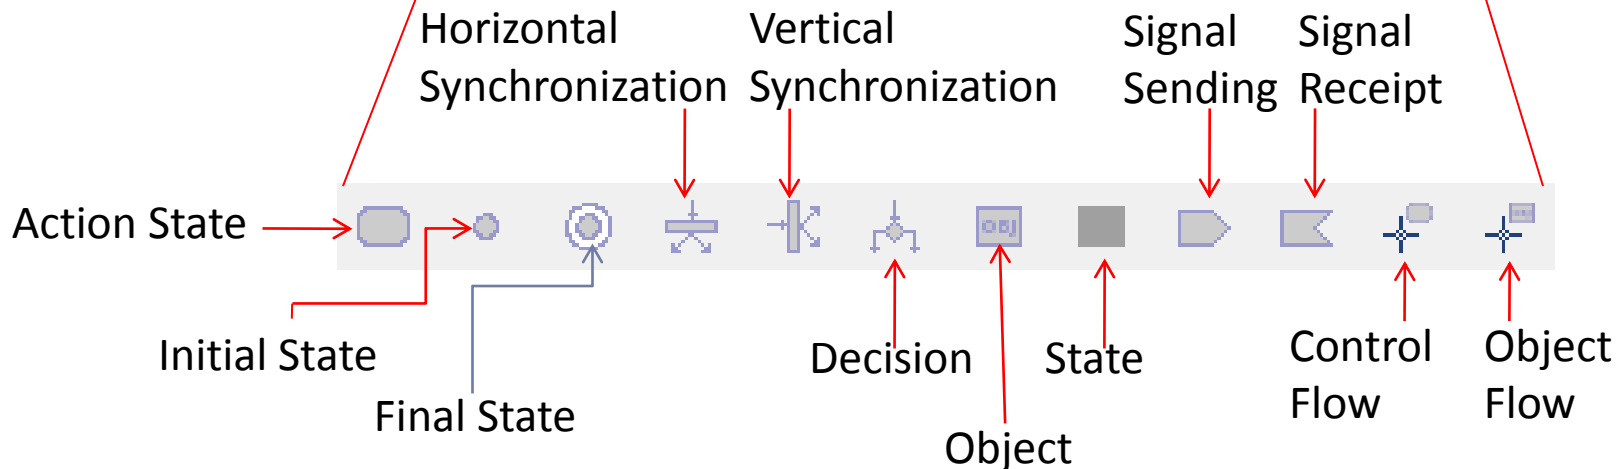 Horizontal
Synchronization
Vertical
Synchronization
Signal
Sending
Signal
Receipt
Action State
OBJ
Initial State
Final State
Decision
Object
State
Control
Flow
Object
Flow